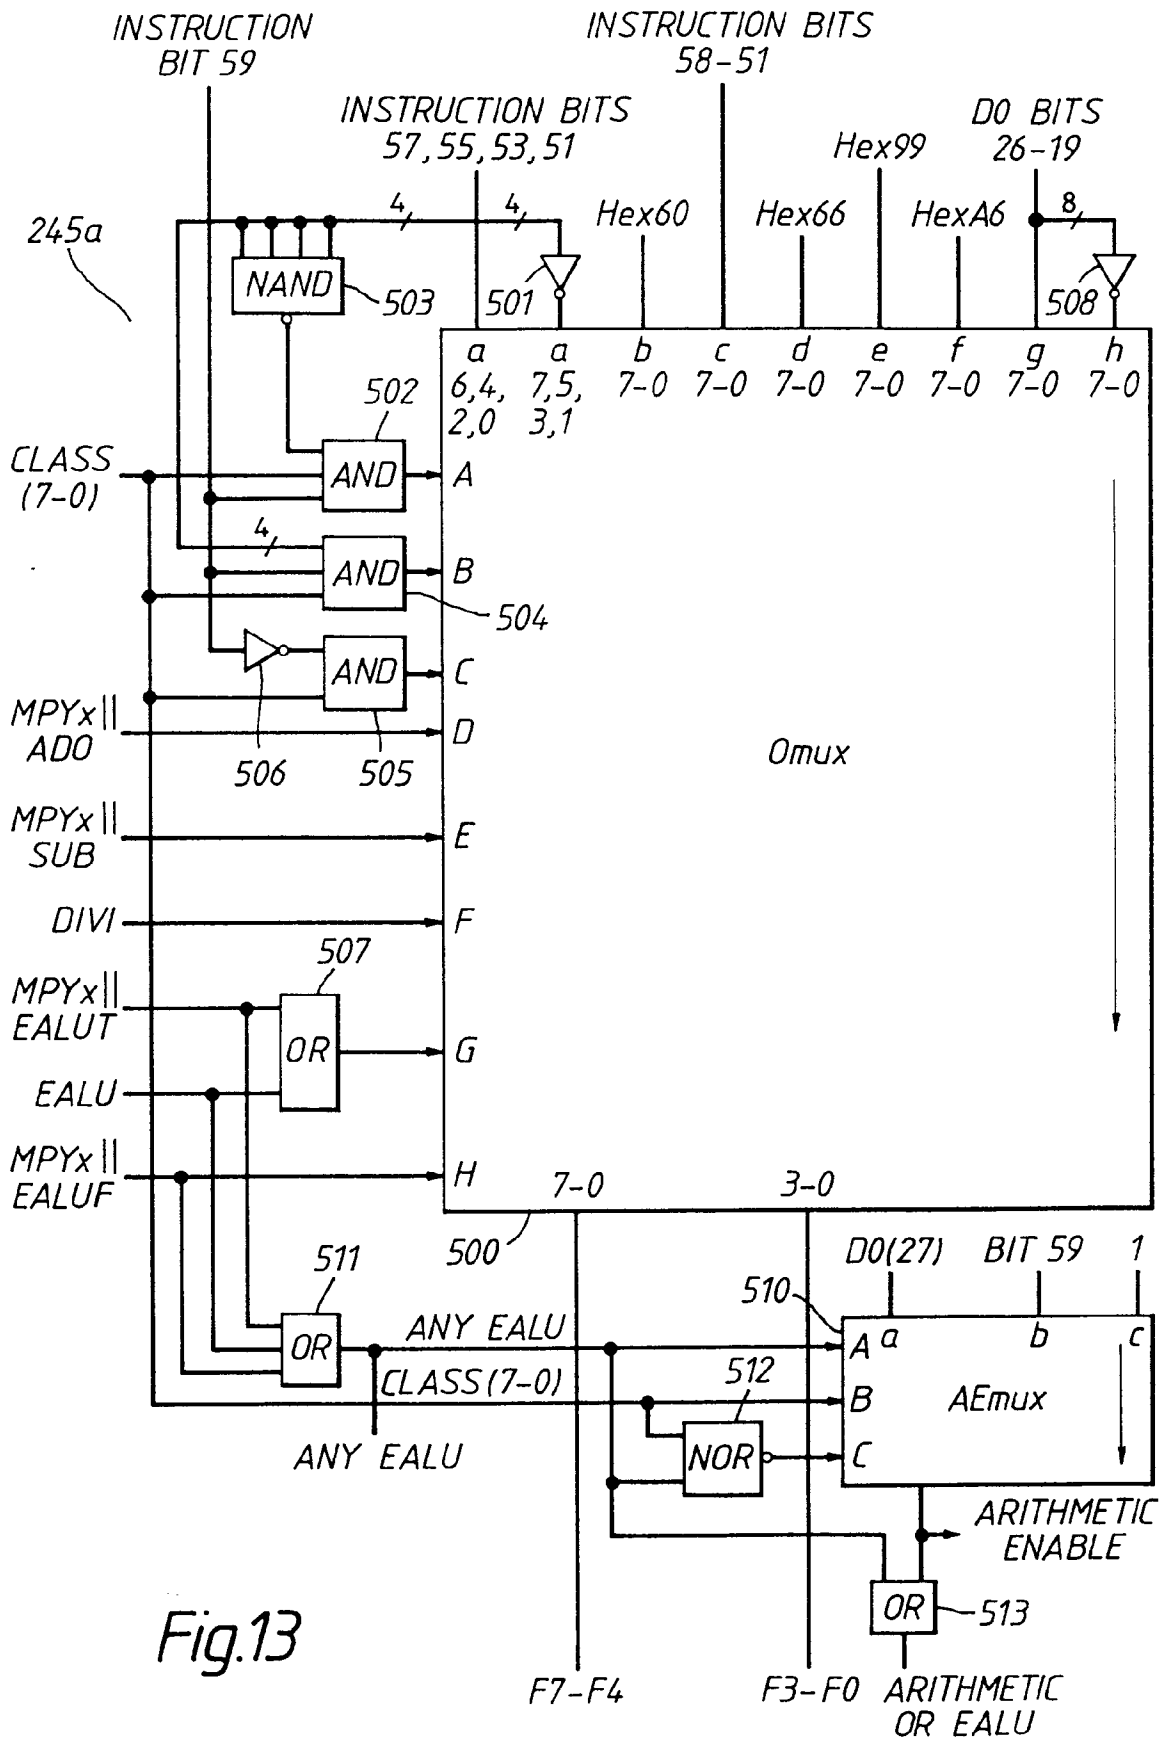 INSTRUCTION
BIT 59
INSTRUCTION BITS
58-51
INSTRUCTION BITS
57, 55, 53, 51
D0 BITS
26-19
Hex99
Hex60
Hex66
HexA6
4
4
8
245a
NAND
503
501
508
a
a
b
c
d
e
f
g
h
6,4,
2,0
7,5,
3,1
7-0
7-0
7-0
7-0
7-0
7-0
7-0
502
CLASS
(7-0)
AND
A
4
AND
B
504
AND
C
MPYx||
ADO
D
506
505
Omux
MPYx||
SUB
E
DIVI
F
507
MPYx||
EALUT
OR
G
EALU
MPYx||
EALUF
H
7-0
3-0
500
511
D0(27)
BIT 59
1
510
OR
ANY EALU
A
a
b
c
CLASS(7-0)
512
B
AEmux
ANY EALU
NOR
C
ARITHMETIC
ENABLE
OR
513
Fig.13
F7-F4
F3-F0
ARITHMETIC
OR EALU